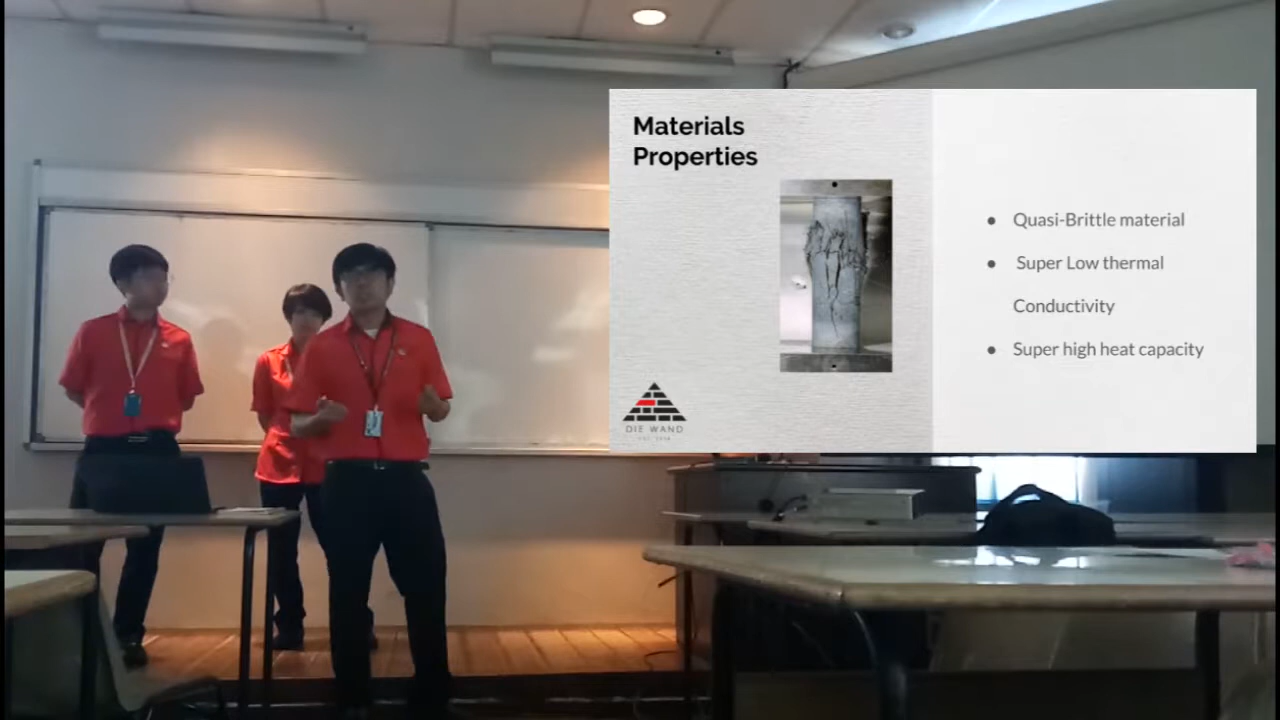 Materials
Properties
Quasi-Brittle material
Super Low thermal
Conductivity
Super high heat capacity
DIE WAND